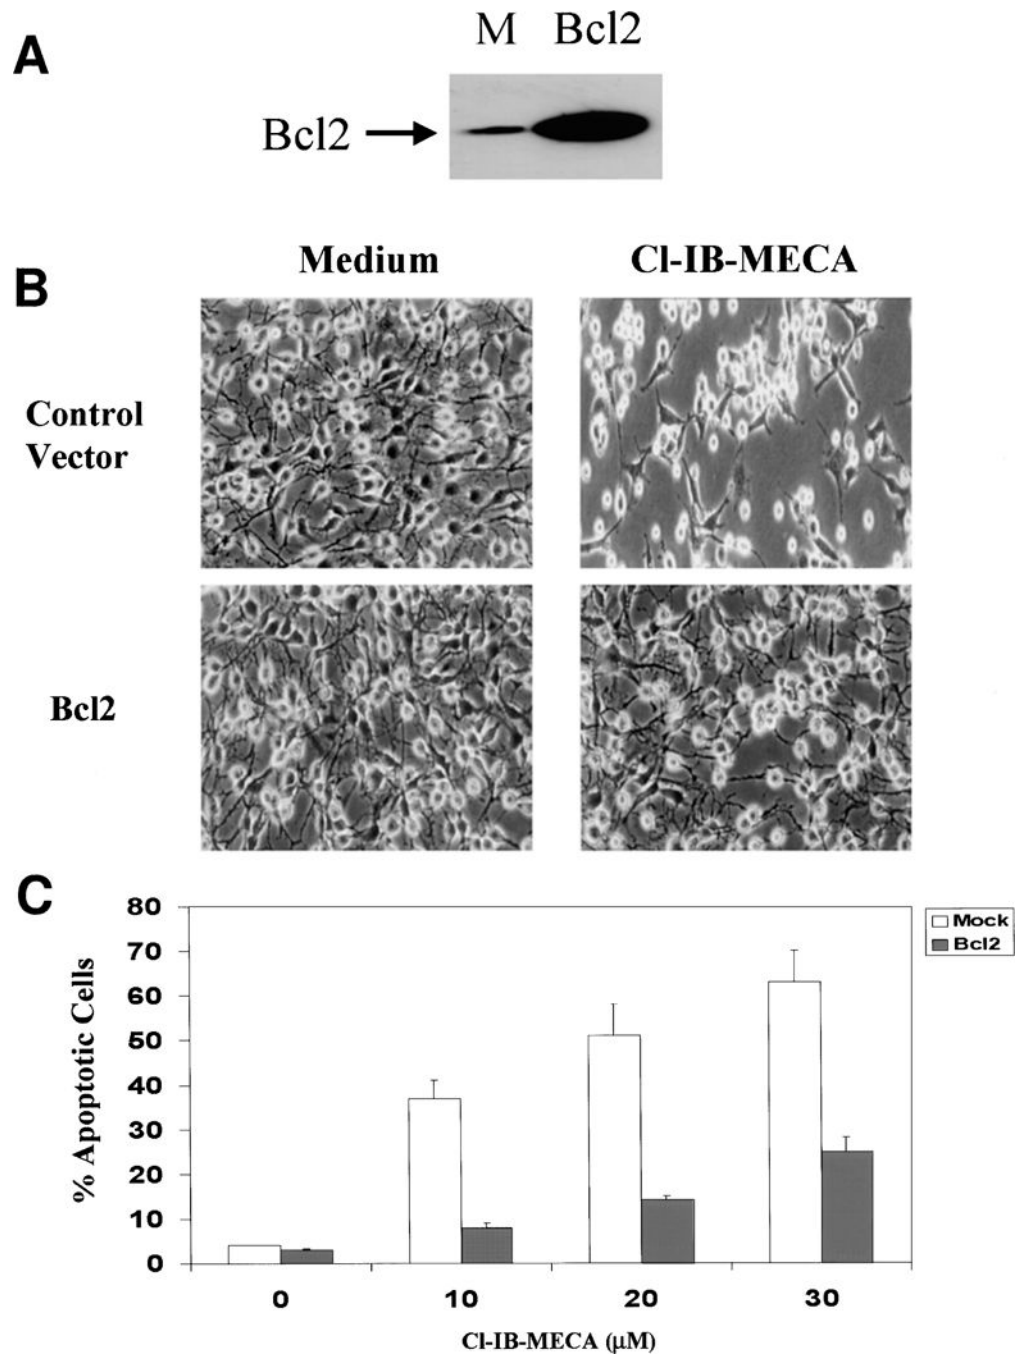 A
M Bcl2
Bcl2
B
Medium Cl-IB-MECA
Control
Vector
Bcl2
C
% Apoptotic Cells
80
70
60
50
40
30
20
10
0
Mock
Bcl2
0 10 20 30
Cl-IB-MECA (μM)